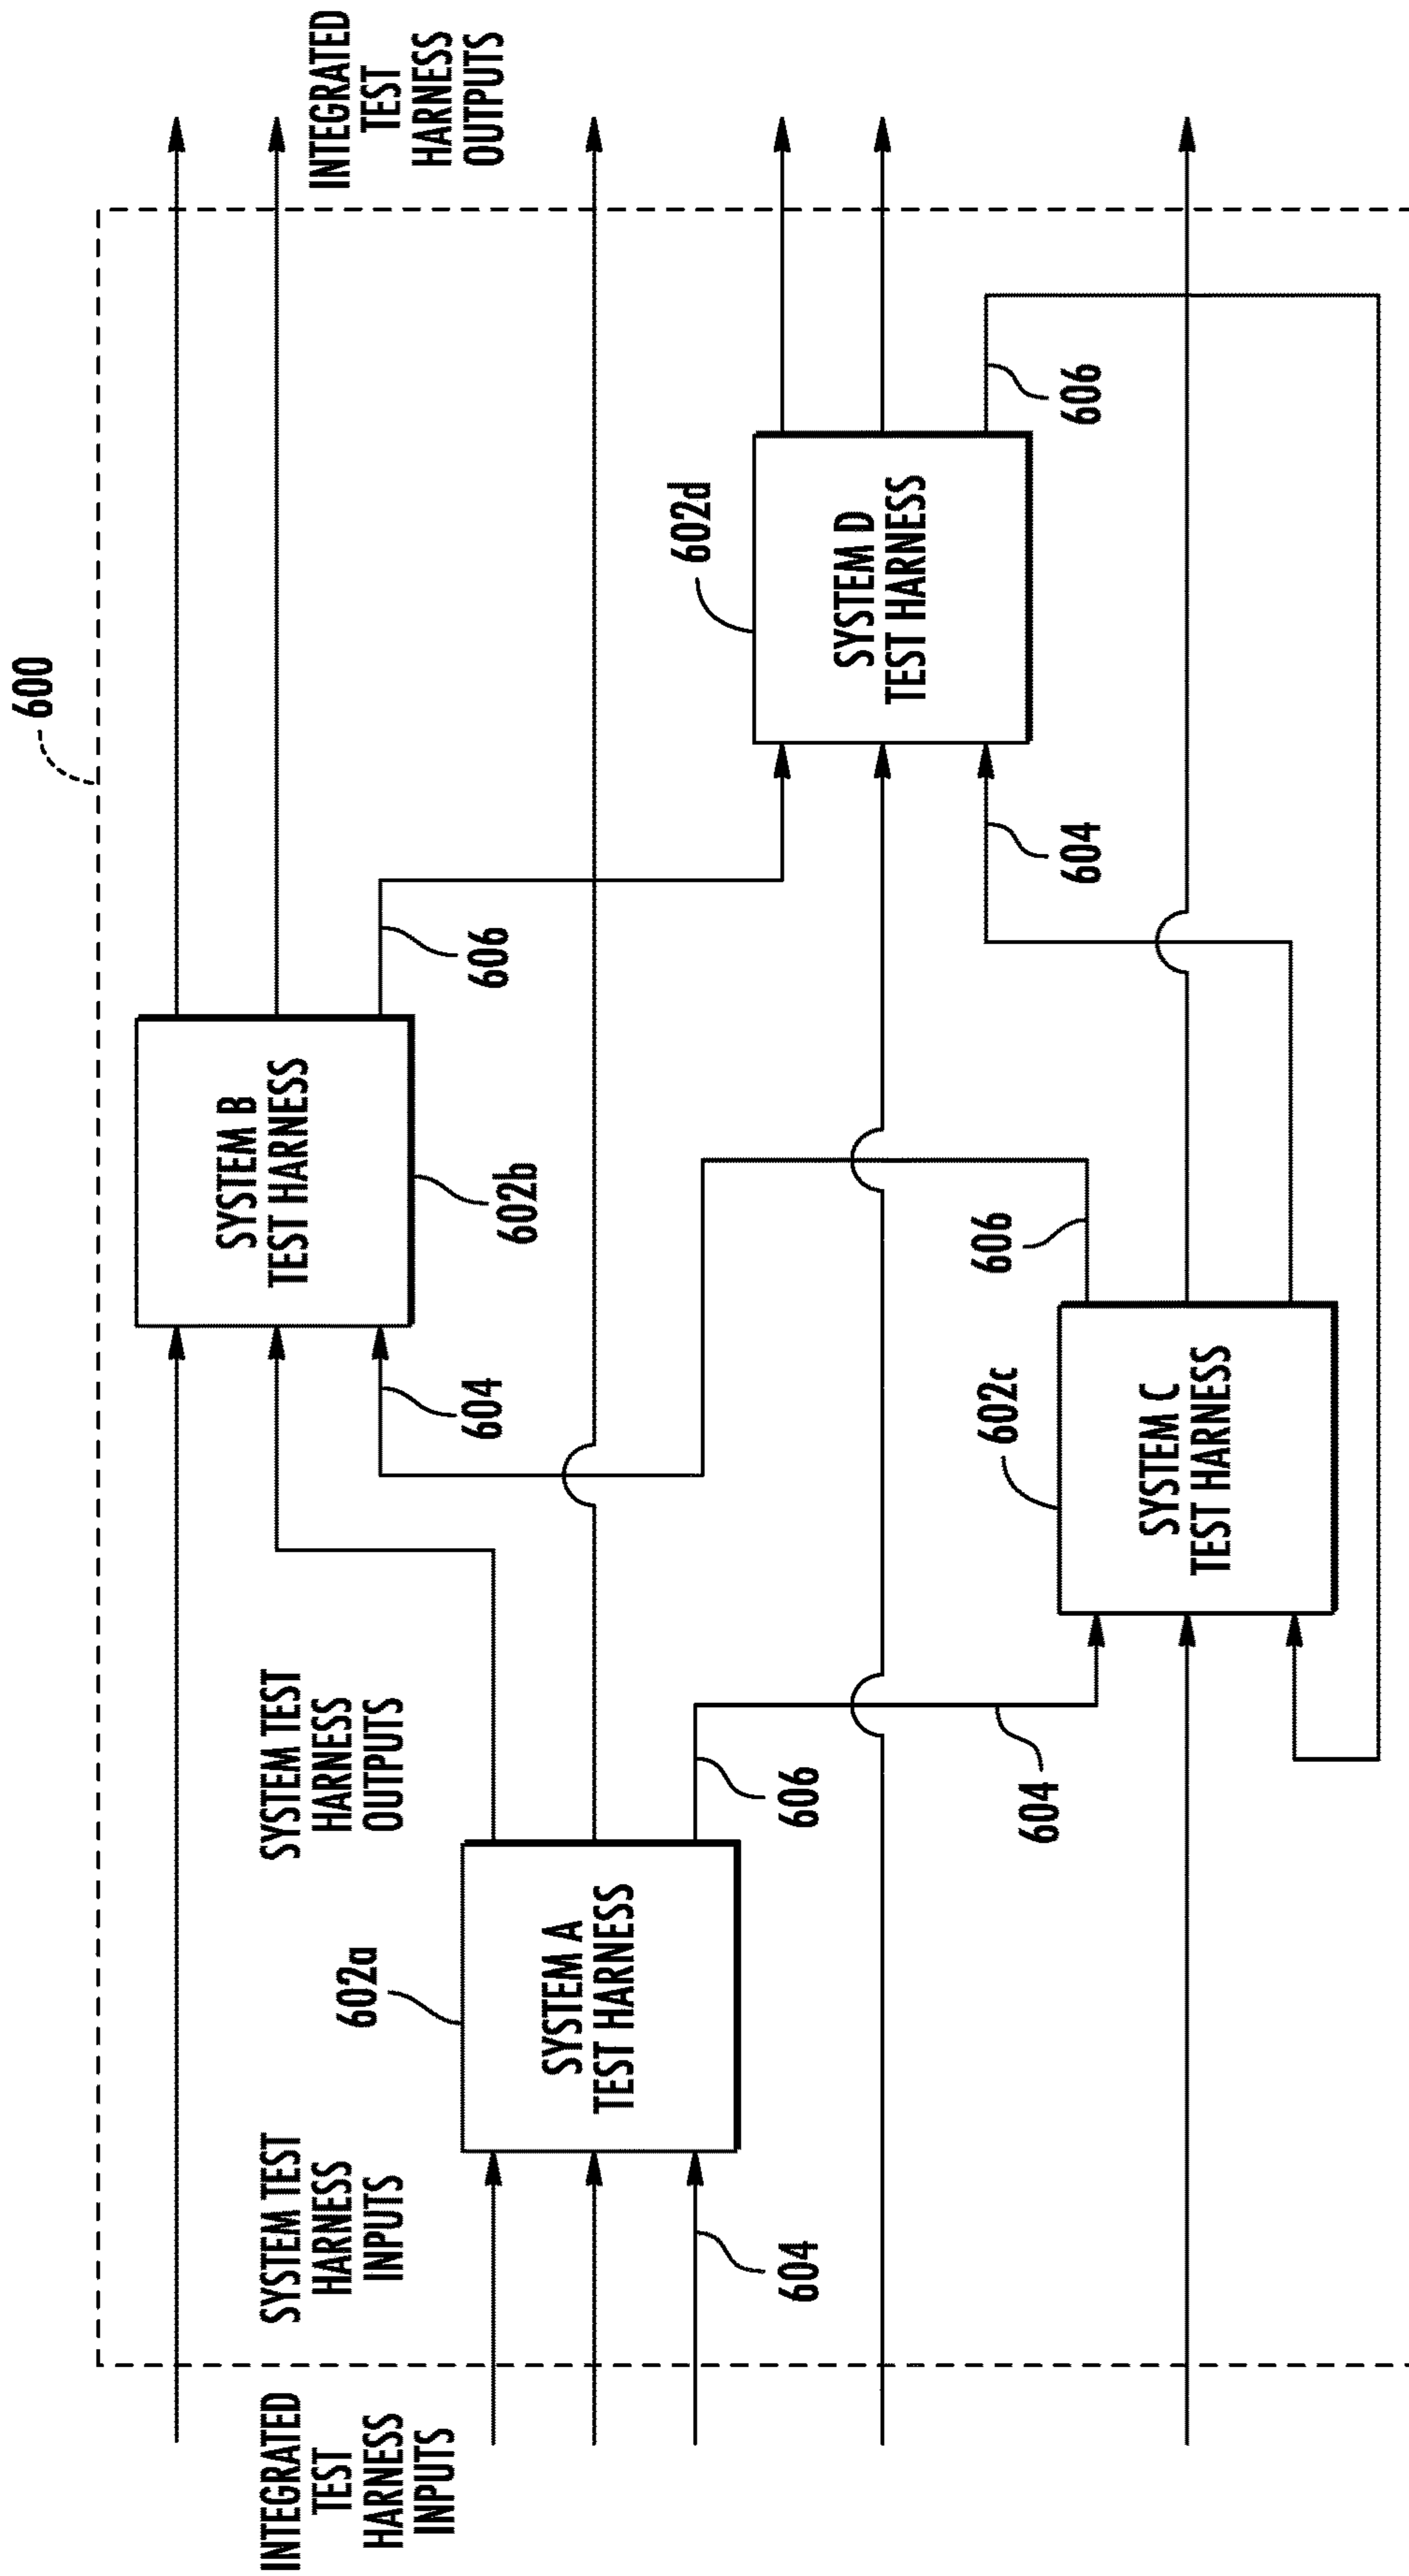 600
INTEGRATED
TEST
HARNESS
INPUTS
SYSTEM TEST
HARNESS
INPUTS
SYSTEM TEST
HARNESS
OUTPUTS
INTEGRATED
TEST
HARNESS
OUTPUTS
SYSTEM B
TEST HARNESS
602b
604
606
602a
SYSTEM A
TEST HARNESS
604
606
602d
SYSTEM D
TEST HARNESS
604
606
602c
606
604
SYSTEM C
TEST HARNESS